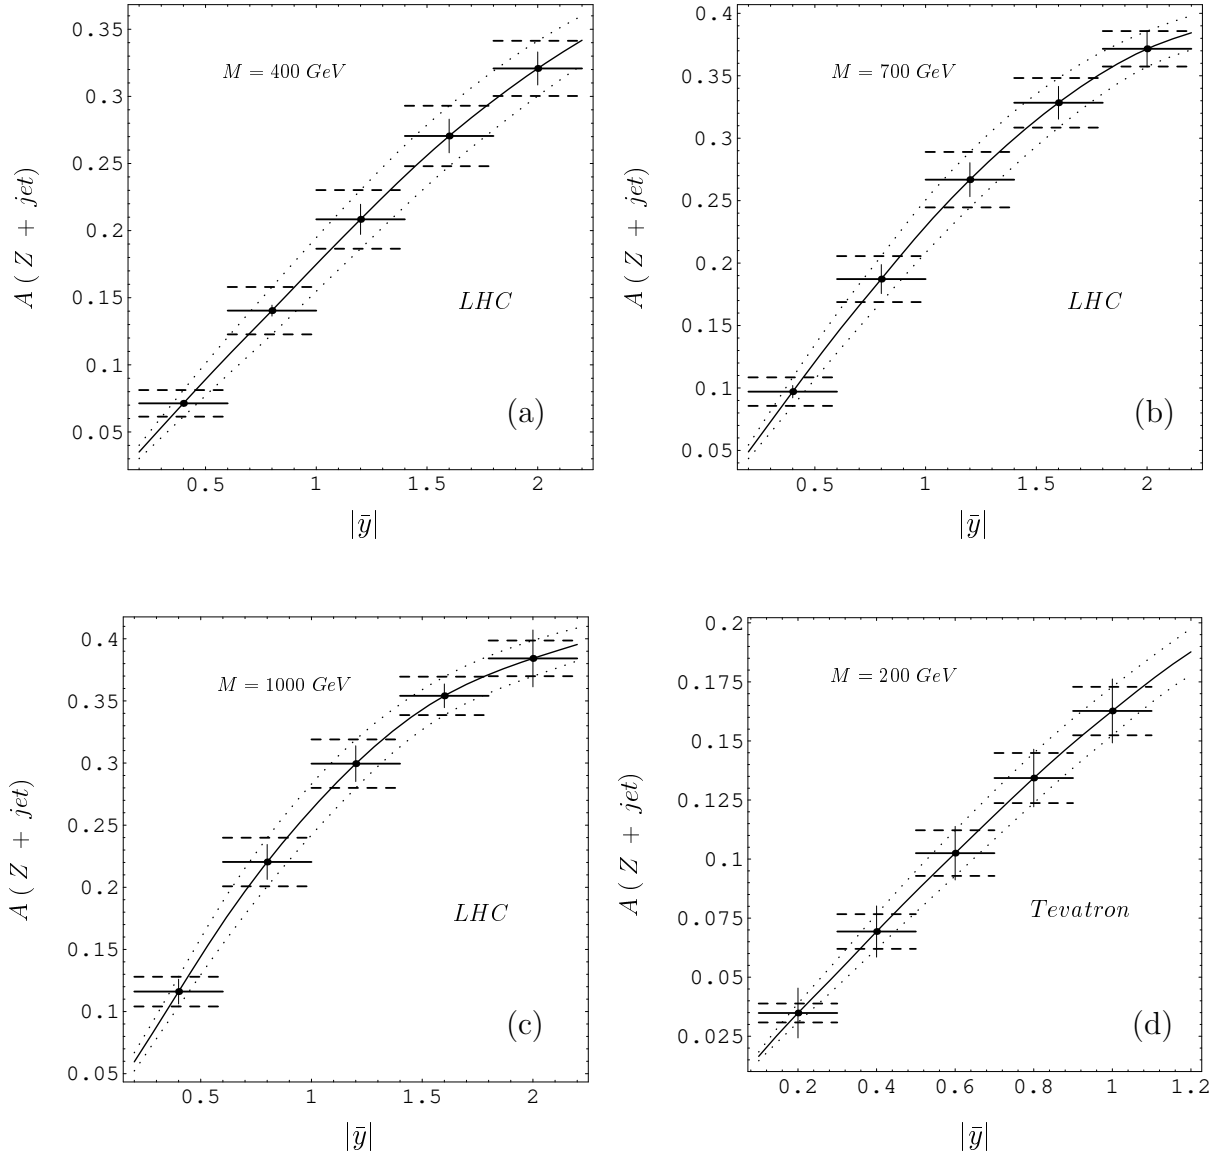 0.35
0.3
0.25
0.2
0.15
0.1
0.05
A ( Z + jet)
M = 400 GeV
LHC
(a)
0.5 1 1.5 2
|ȳ|
0.4
0.35
0.3
0.25
0.2
0.15
0.1
0.05
A ( Z + jet)
M = 700 GeV
LHC
(b)
0.5 1 1.5 2
|ȳ|
0.4
0.35
0.3
0.25
0.2
0.15
0.1
0.05
A ( Z + jet)
M = 1000 GeV
LHC
(c)
0.5 1 1.5 2
|ȳ|
0.2
0.175
0.15
0.125
0.1
0.075
0.05
0.025
A ( Z + jet)
M = 200 GeV
Tevatron
(d)
0.2 0.4 0.6 0.8 1 1.2
|ȳ|